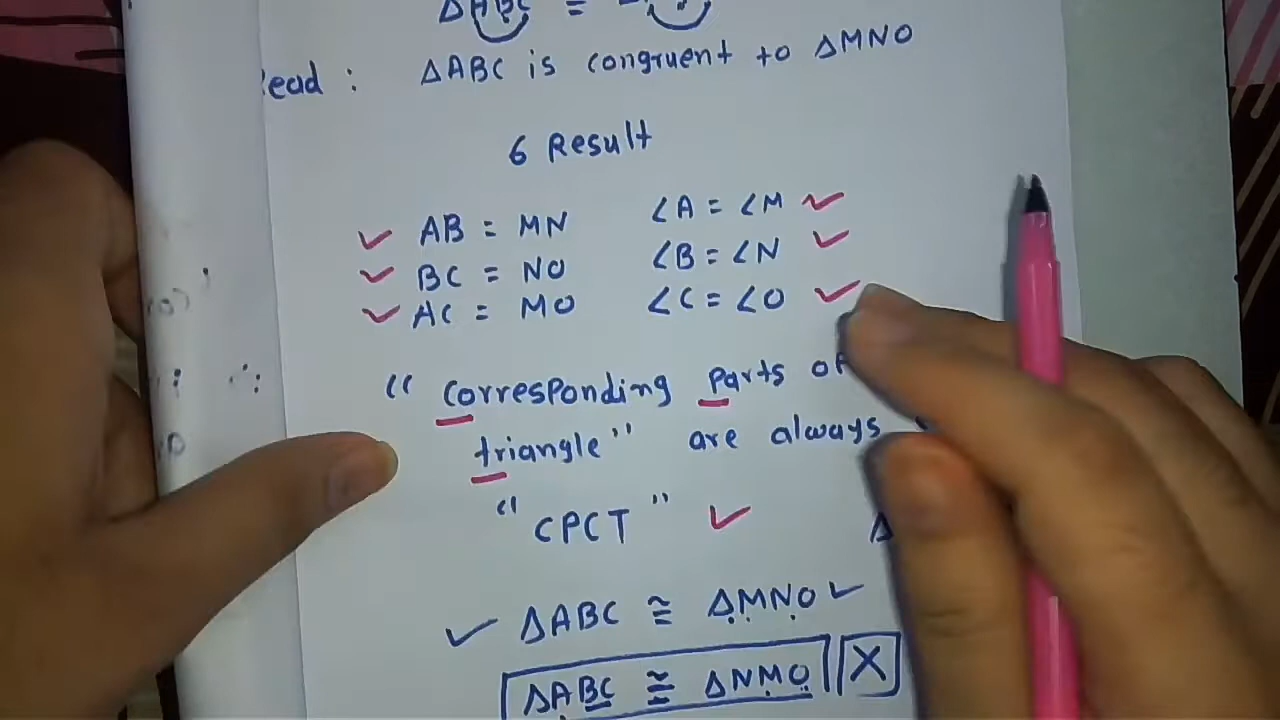 ΔABC ≅
Read : ΔABC is congruent to ΔMNO
6 Result
✓ AB = MN ∠A = ∠M ✓
✓ BC = NO ∠B = ∠N ✓
✓ AC = MO ∠C = ∠O ✓
∴ "Corresponding parts of
triangle" are always
"CPCT" ✓ Δ
✓ ΔABC ≅ ΔMNO ✓
ΔABC ≅ ΔNMO X